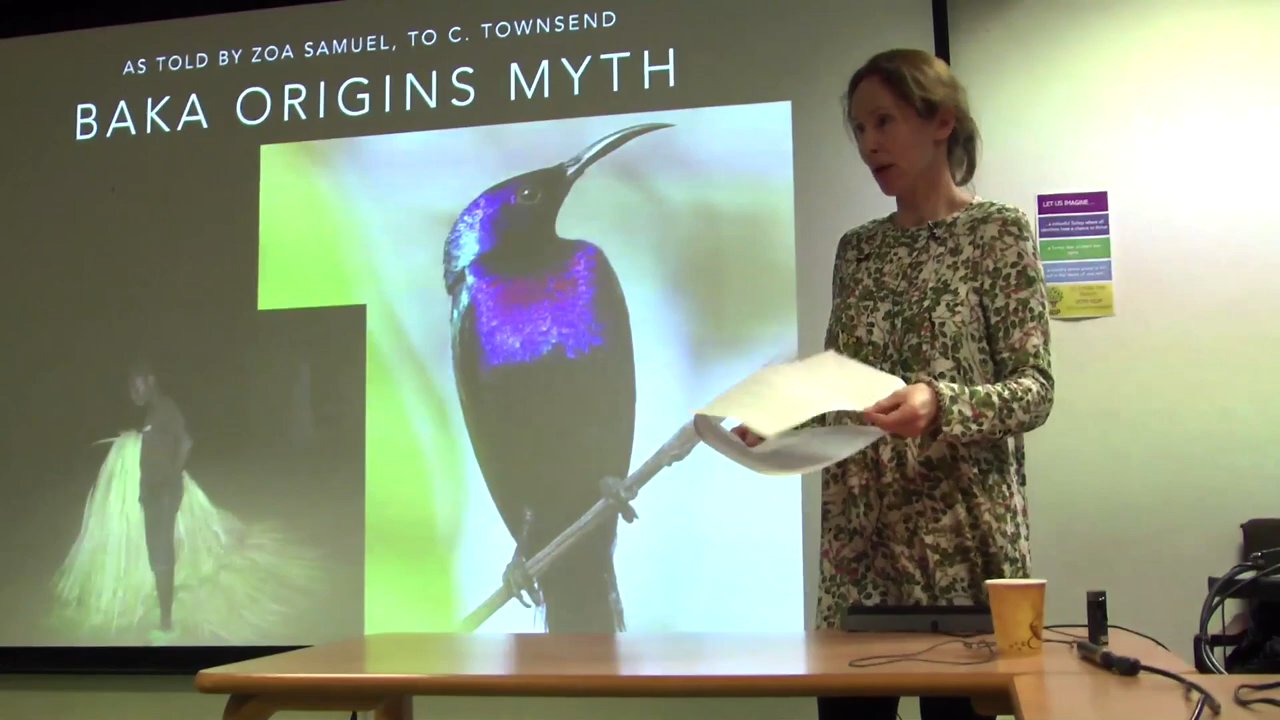 AS TOLD BY ZOA SAMUEL, TO C. TOWNSEND
BAKA ORIGINS MYTH
LET US IMAGINE...